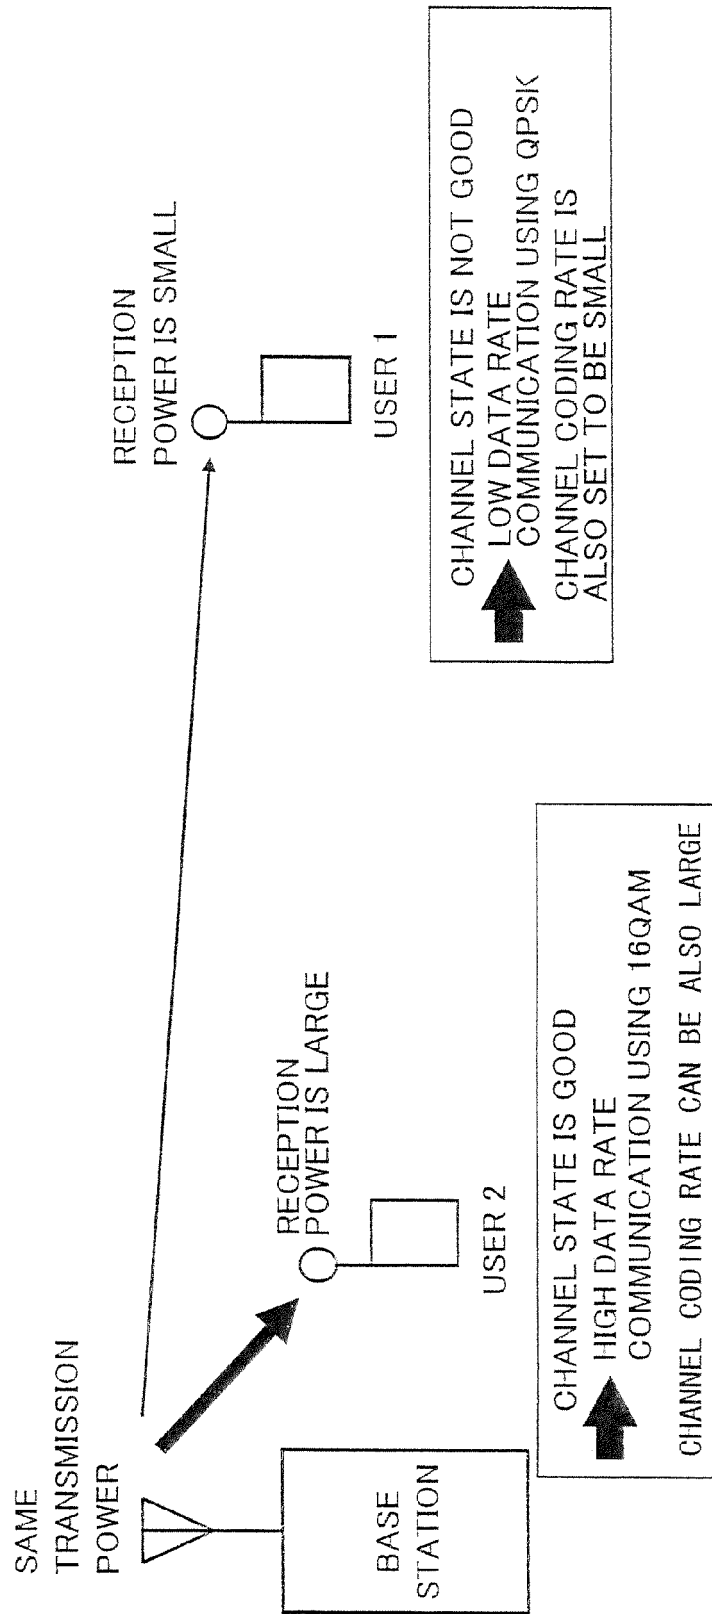 SAME
TRANSMISSION
POWER
BASE
STATION
RECEPTION
POWER IS LARGE
USER 2
CHANNEL STATE IS GOOD
HIGH DATA RATE
COMMUNICATION USING 16QAM
CHANNEL CODING RATE CAN BE ALSO LARGE
RECEPTION
POWER IS SMALL
USER 1
CHANNEL STATE IS NOT GOOD
LOW DATA RATE
COMMUNICATION USING QPSK
CHANNEL CODING RATE IS
ALSO SET TO BE SMALL